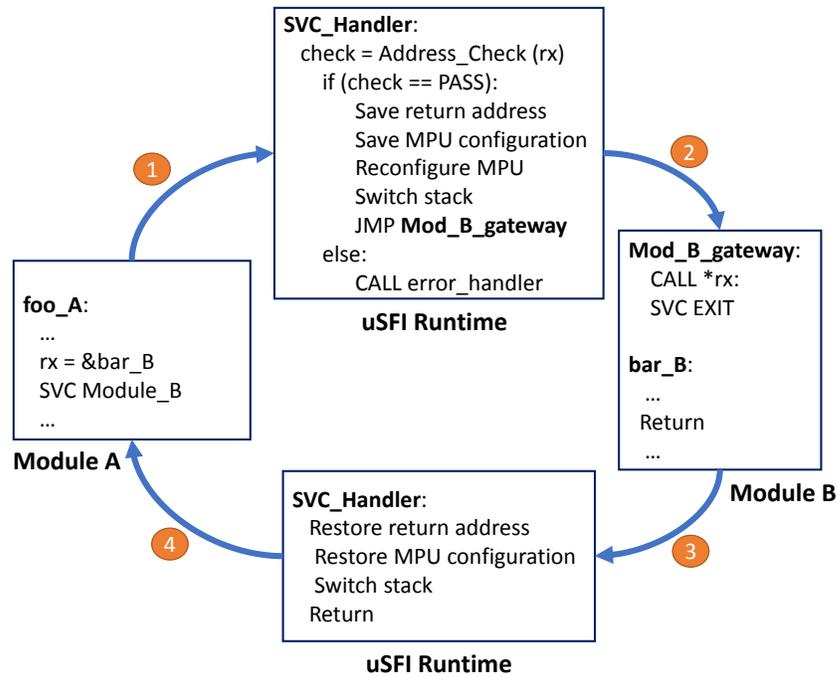 SVC_Handler:
check = Address_Check (rx)
if (check == PASS):
Save return address
Save MPU configuration
Reconfigure MPU
Switch stack
JMP Mod_B_gateway
else:
CALL error_handler
uSFI Runtime
1
2
foo_A:
...
rx = &bar_B
SVC Module_B
...
Module A
Mod_B_gateway:
CALL *rx:
SVC EXIT
bar_B:
...
Return
...
Module B
3
SVC_Handler:
Restore return address
Restore MPU configuration
Switch stack
Return
uSFI Runtime
4